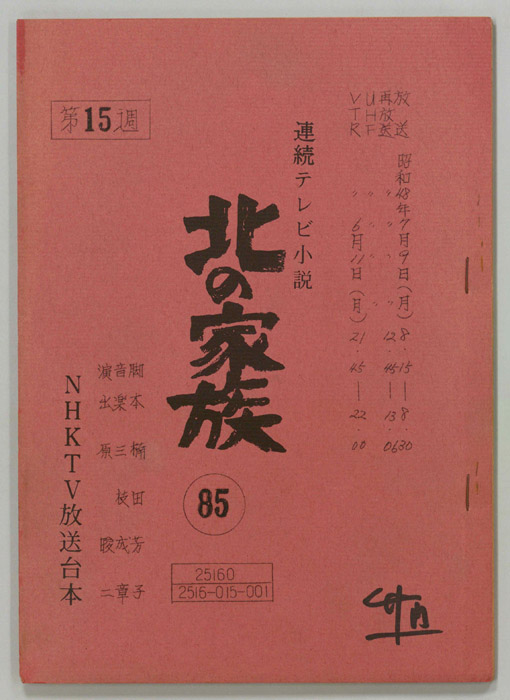 放送 昭和48年7月9日(月) 8・15—8・30
再放送 〃 〃 〃 12・45—13・00
UHF 〃 〃 〃
VTR 〃 6月11日(月) 21・45—22・00
連続テレビ小説
北の家族
85
第15週
脚本 楠田芳子
音楽 三枝成章
演出 原
NHKTV放送台本
25160
2516-015-001